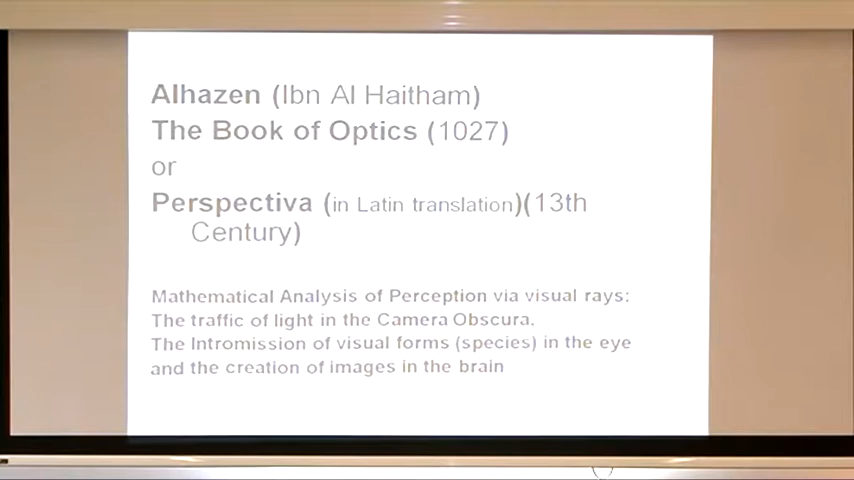 Alhazen (Ibn Al Haitham)
The Book of Optics (1027)
or
Perspectiva (in Latin translation)(13th
Century)
Mathematical Analysis of Perception via visual rays:
The traffic of light in the Camera Obscura.
The Intromission of visual forms (species) in the eye
and the creation of images in the brain